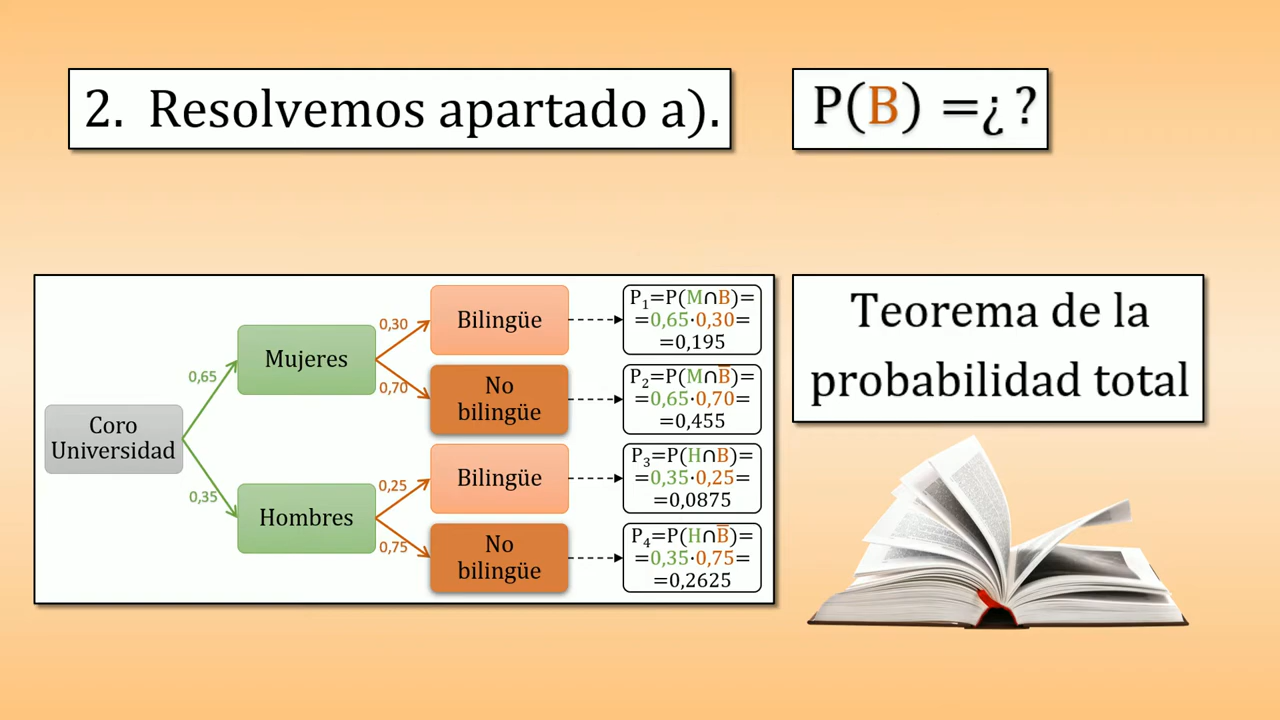 2. Resolvemos apartado a).
P(B) =¿ ?
Coro
Universidad
0,65
0,35
Mujeres
Hombres
0,30
0,70
0,25
0,75
Bilingüe
No
bilingüe
Bilingüe
No
bilingüe
P₁=P(M∩B)=
=0,65·0,30=
=0,195
P₂=P(M∩B̅)=
=0,65·0,70=
=0,455
P₃=P(H∩B)=
=0,35·0,25=
=0,0875
P₄=P(H∩B̅)=
=0,35·0,75=
=0,2625
Teorema de la
probabilidad total